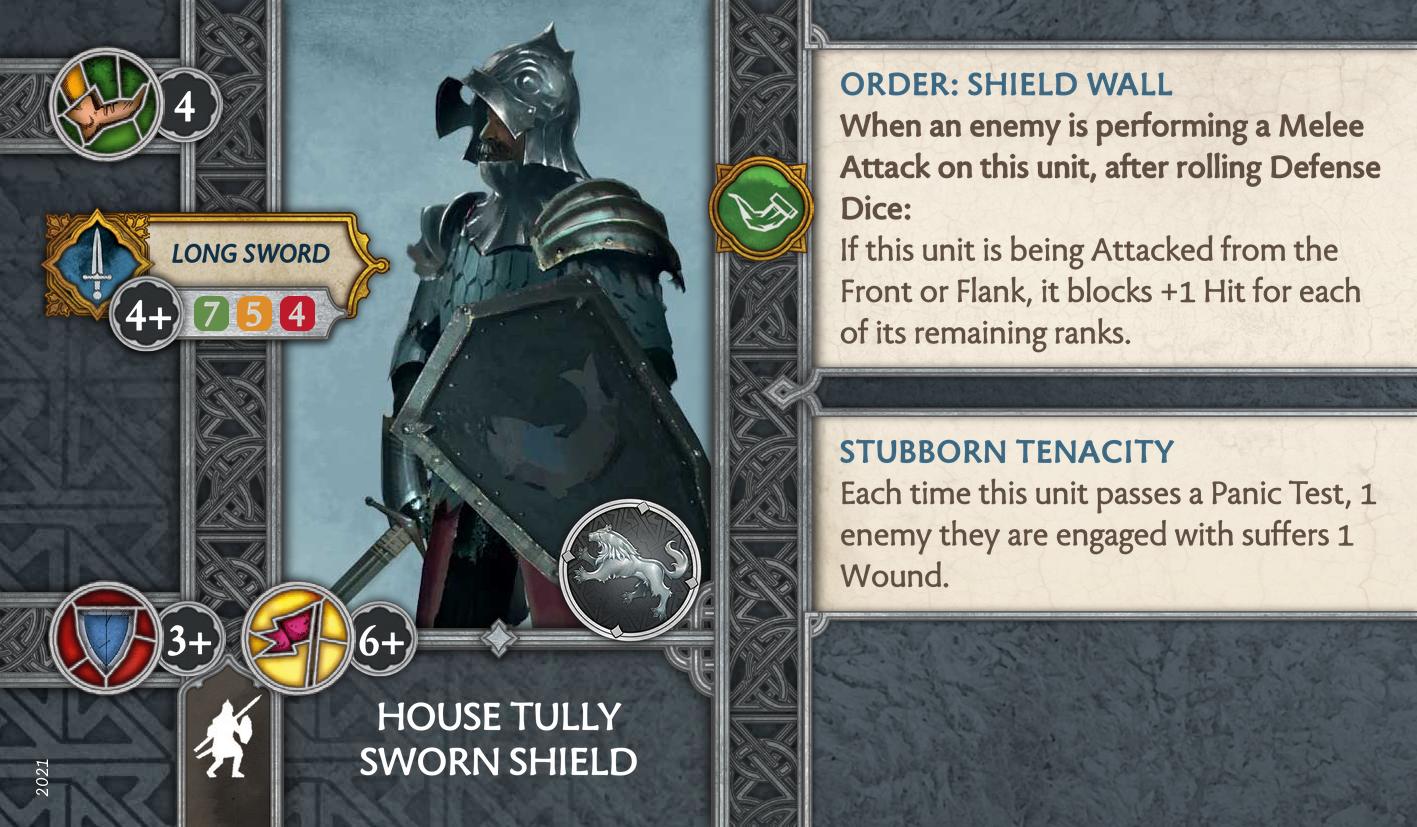 4
LONG SWORD
4+ 7 5 4
3+ 6+
HOUSE TULLY
SWORN SHIELD
2021
ORDER: SHIELD WALL
When an enemy is performing a Melee
Attack on this unit, after rolling Defense
Dice:
If this unit is being Attacked from the
Front or Flank, it blocks +1 Hit for each
of its remaining ranks.
STUBBORN TENACITY
Each time this unit passes a Panic Test, 1
enemy they are engaged with suffers 1
Wound.